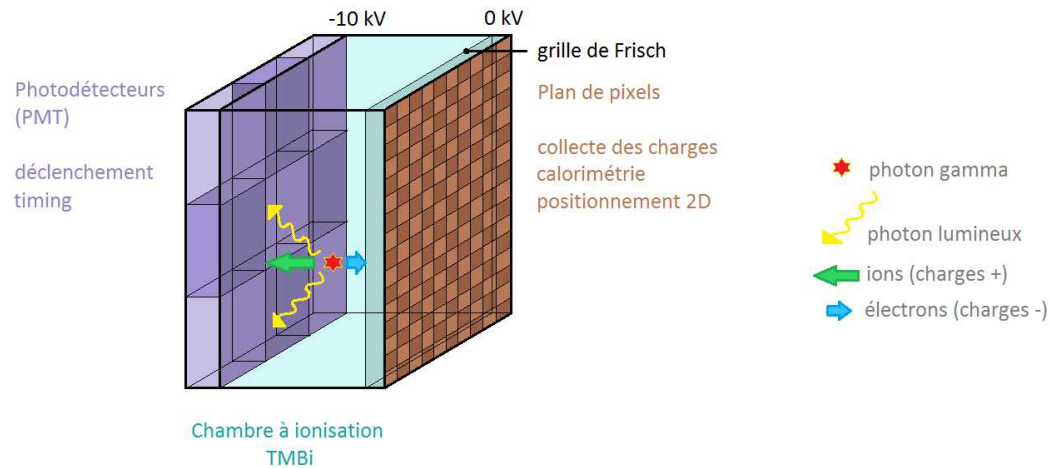 -10 kV
0 kV
grille de Frisch
Photodétecteurs
(PMT)
déclenchement
timing
Plan de pixels
collecte des charges
calorimétrie
positionnement 2D
photon gamma
photon lumineux
ions (charges +)
électrons (charges -)
Chambre à ionisation
TMBi